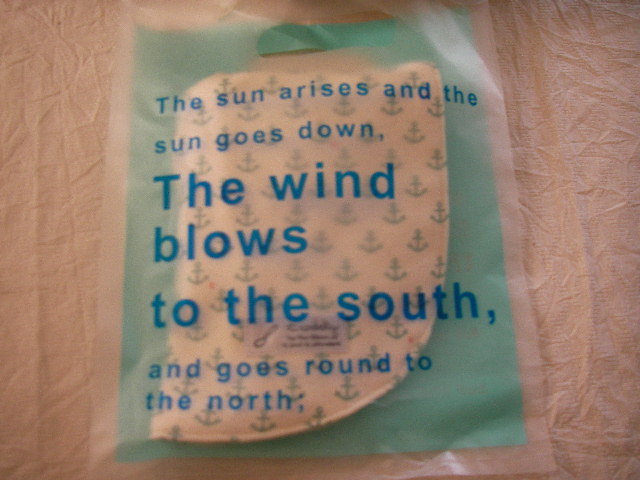 The sun arises and the
sun goes down,
The wind
blows
to the south,
and goes round to
the north;